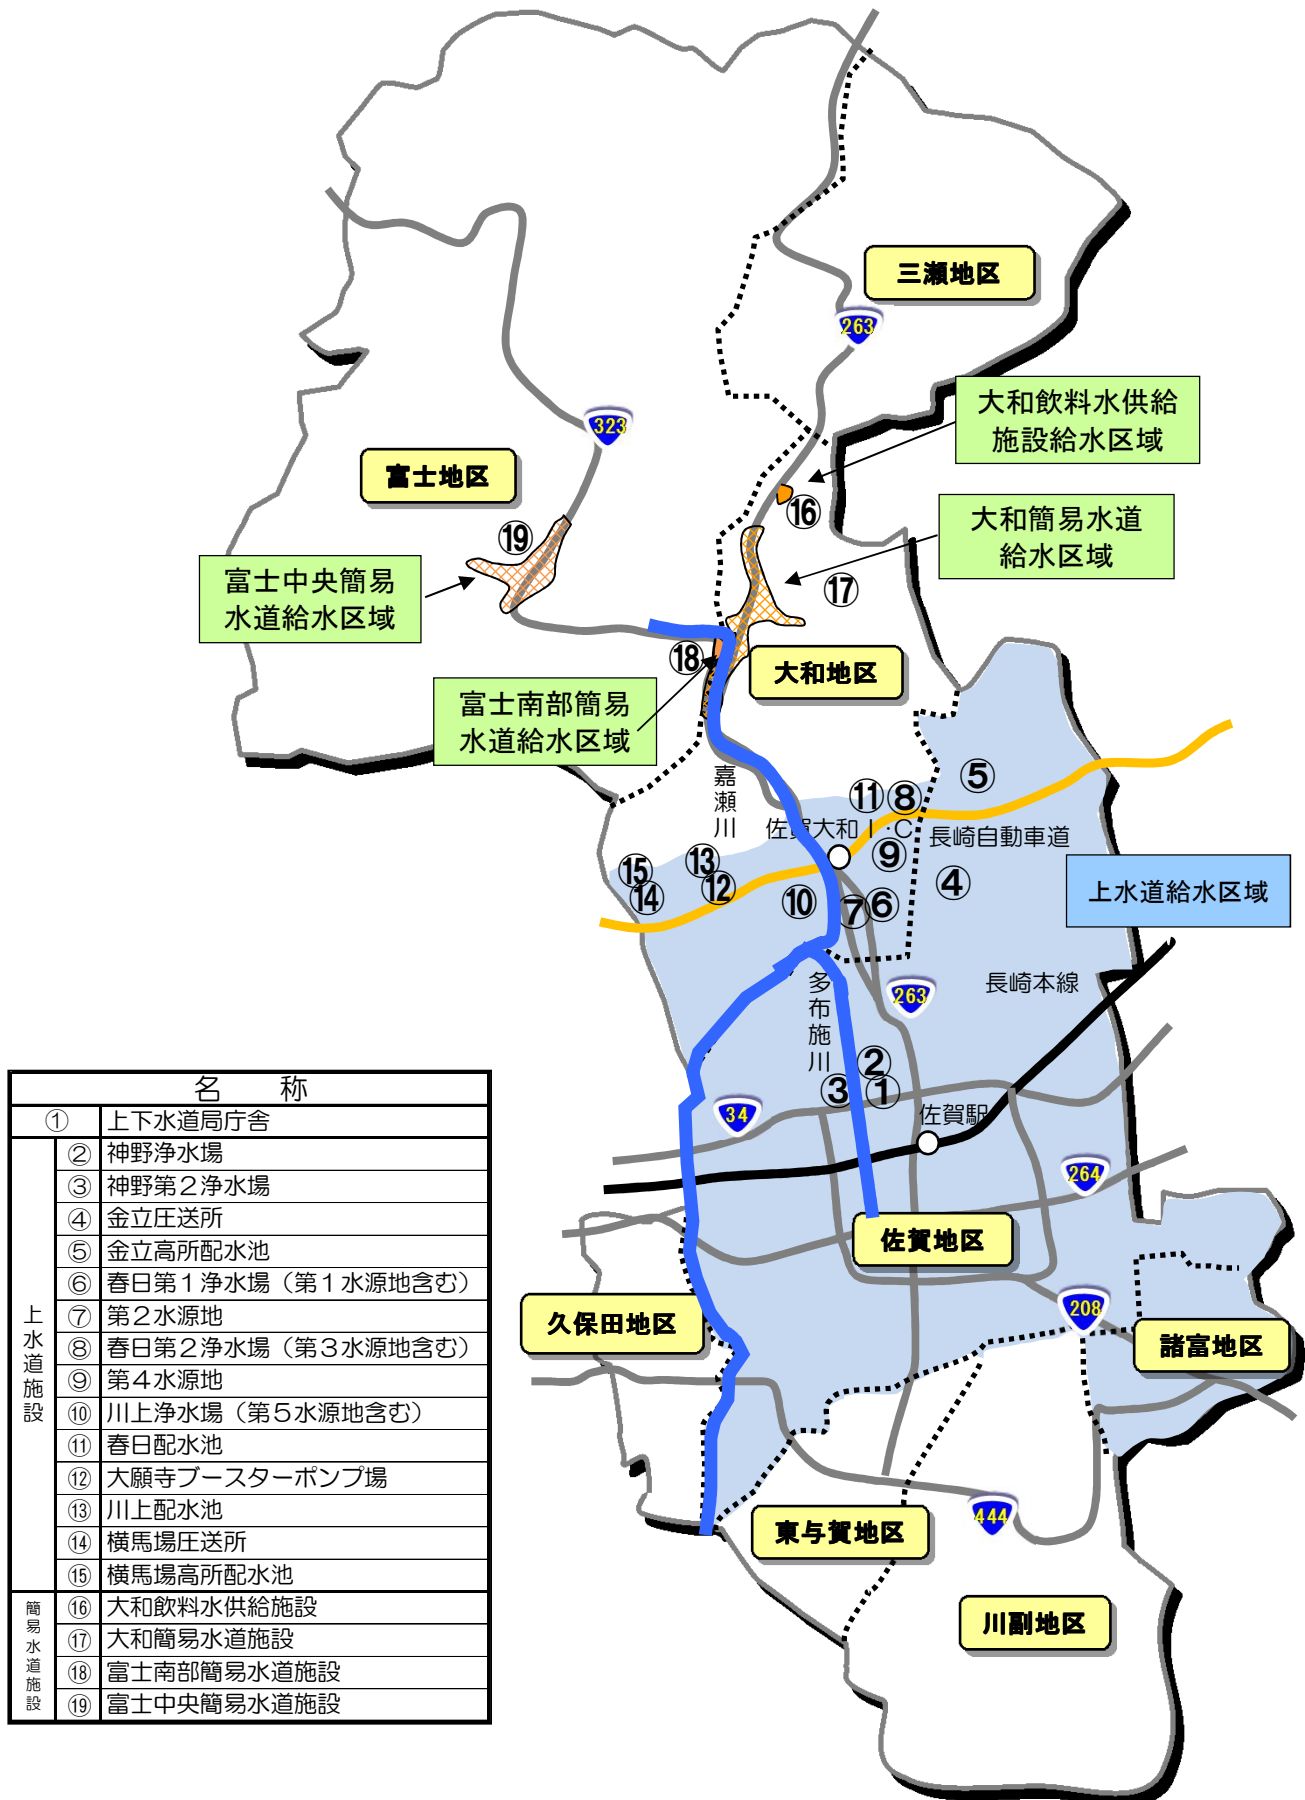 三瀬地区
263
大和飲料水供給
施設給水区域
323
富士地区
⑯
大和簡易水道
給水区域
⑲
富士中央簡易
水道給水区域
⑰
⑱
大和地区
富士南部簡易
水道給水区域
嘉瀬川
⑤
⑪
⑧
佐賀大和I・C
長崎自動車道
⑨
⑬
⑮
⑫
⑭
④
上水道給水区域
⑩
⑦
⑥
多布施川
263
長崎本線
②
③
①
34
佐賀駅
264
佐賀地区
久保田地区
208
諸富地区
444
東与賀地区
川副地区
名 称
① 上下水道局庁舎
上水道施設
② 神野浄水場
③ 神野第2浄水場
④ 金立圧送所
⑤ 金立高所配水池
⑥ 春日第1浄水場(第1水源地含む)
⑦ 第2水源地
⑧ 春日第2浄水場(第3水源地含む)
⑨ 第4水源地
⑩ 川上浄水場(第5水源地含む)
⑪ 春日配水池
⑫ 大願寺ブースターポンプ場
⑬ 川上配水池
⑭ 横馬場圧送所
⑮ 横馬場高所配水池
簡易水道施設
⑯ 大和飲料水供給施設
⑰ 大和簡易水道施設
⑱ 富士南部簡易水道施設
⑲ 富士中央簡易水道施設